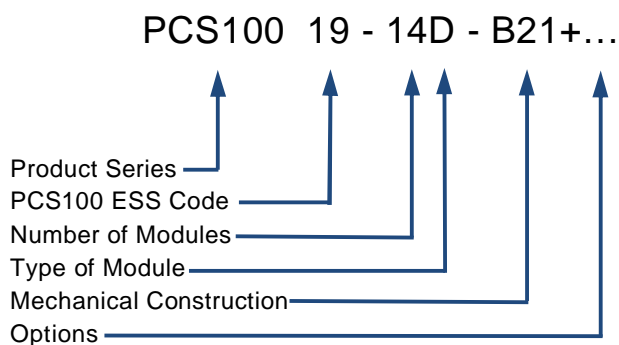 PCS100 19 - 14D - B21+...
Product Series
PCS100 ESS Code
Number of Modules
Type of Module
Mechanical Construction
Options